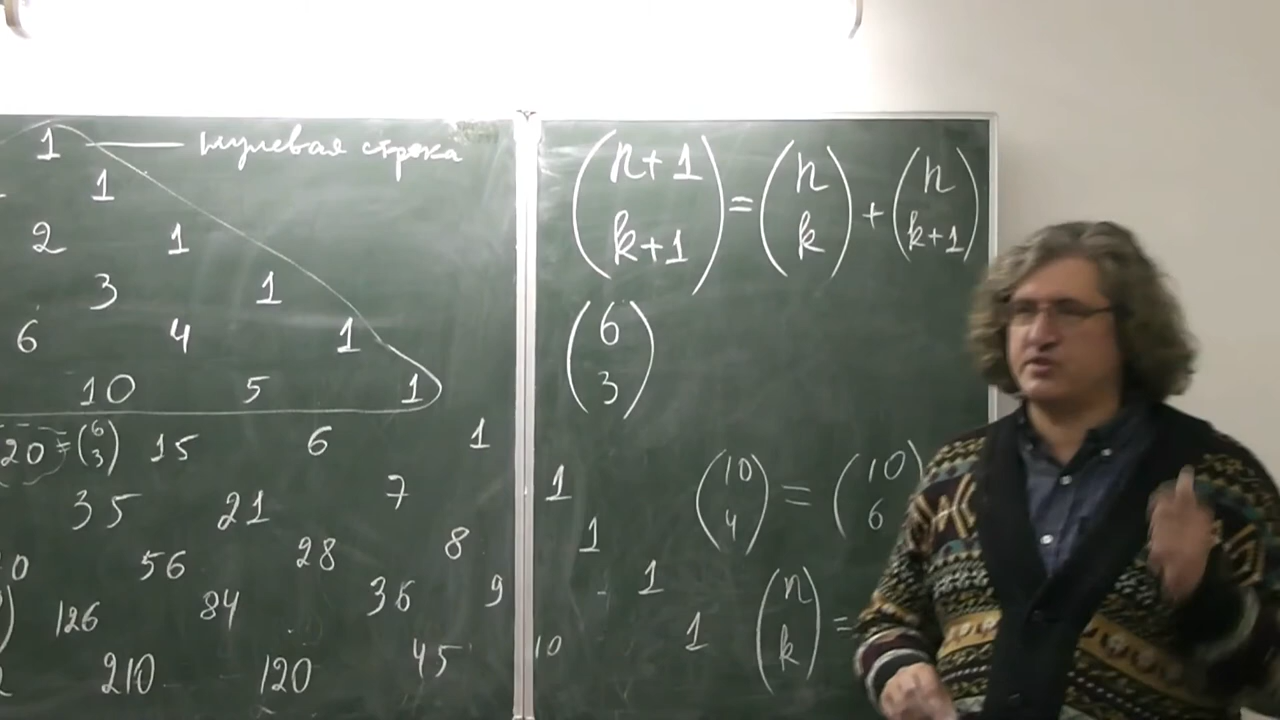 1 — нулевая строка
1
2 1
3 1
6 4 1
10 5 1
20 = (6 3) 15 6 1
35 21 7 1
0 56 28 8 1
) 126 84 36 9 1
210 120 45 10 1
(n+1 k+1) = (n k) + (n k+1)
(6 3)
(10 4) = (10 6)
(n k) =